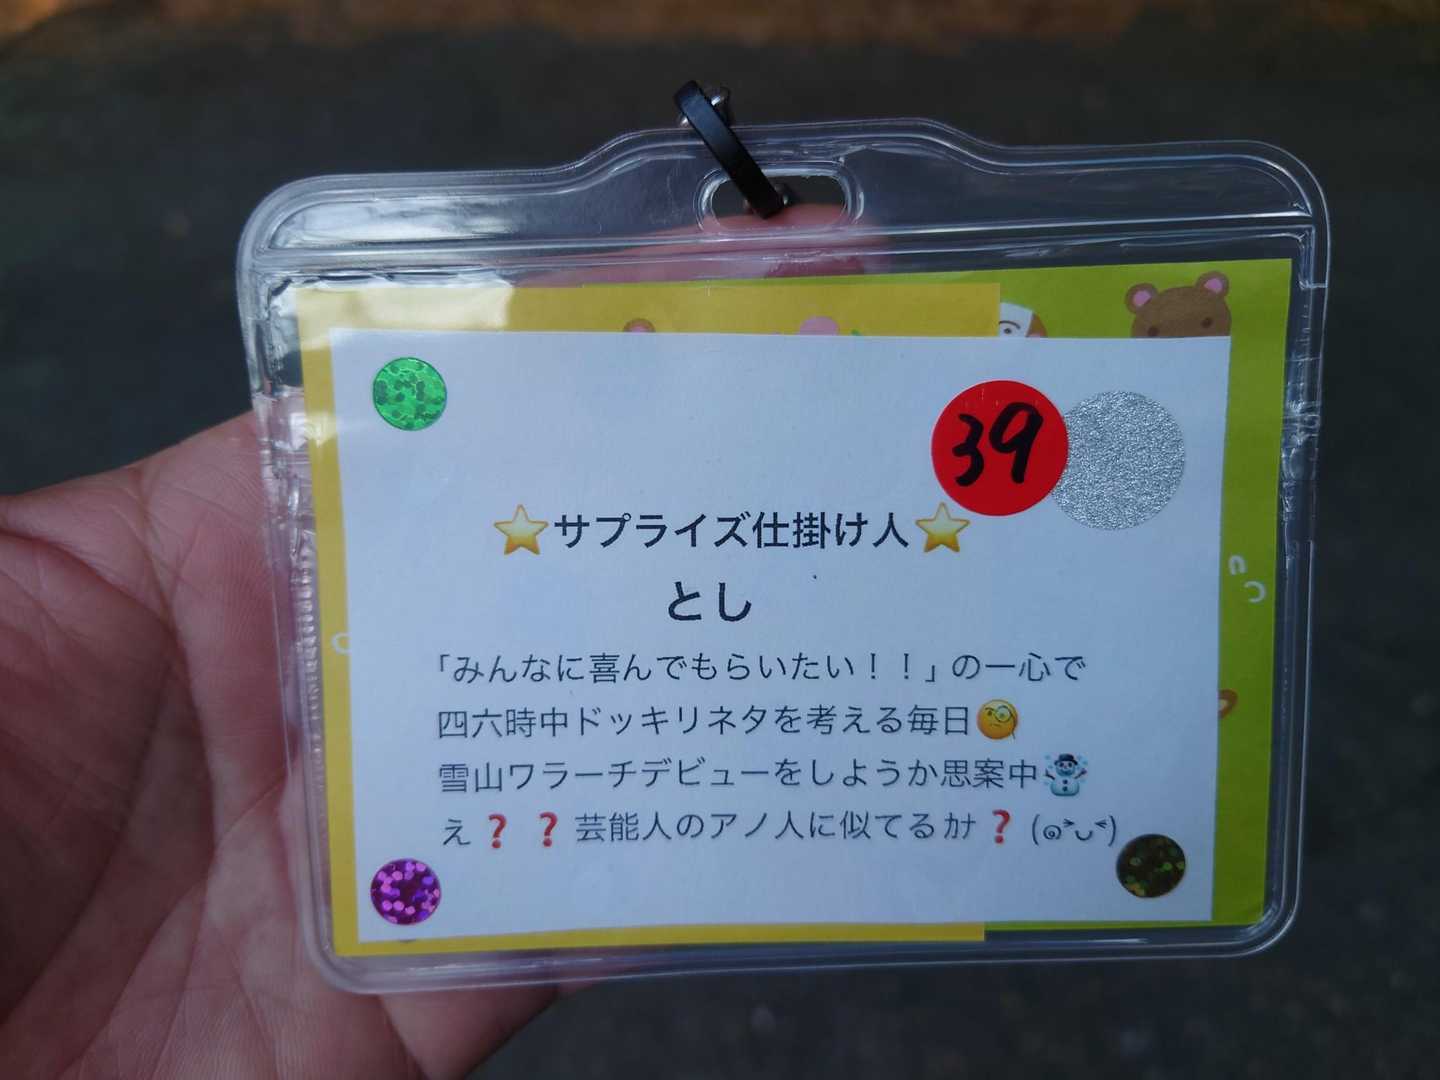 39
⭐サプライズ仕掛け人⭐
とし
「みんなに喜んでもらいたい！！」の一心で
四六時中ドッキリネタを考える毎日🧐
雪山ワラーチデビューをしようか思案中☃️
え❓❓芸能人のアノ人に似てるカナ❓(๑˃̵ᴗ˂̵)